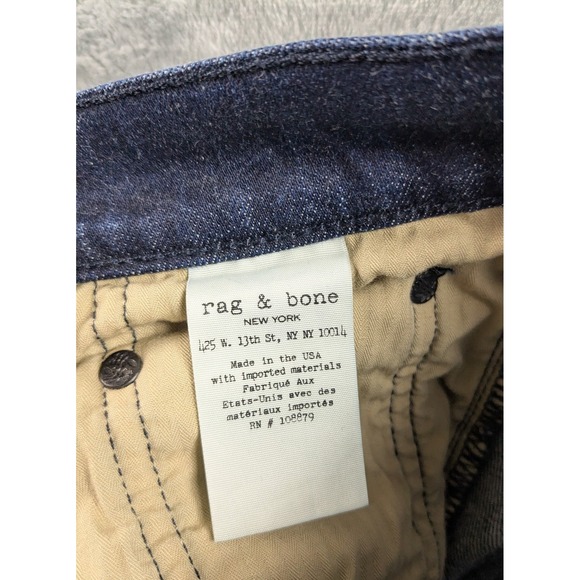 rag & bone
NEW YORK
425 W. 13th St, NY NY 10014
Made in the USA
with imported materials
Fabriqué Aux
Etats-Unis avec des
matériaux importés
RN # 108879